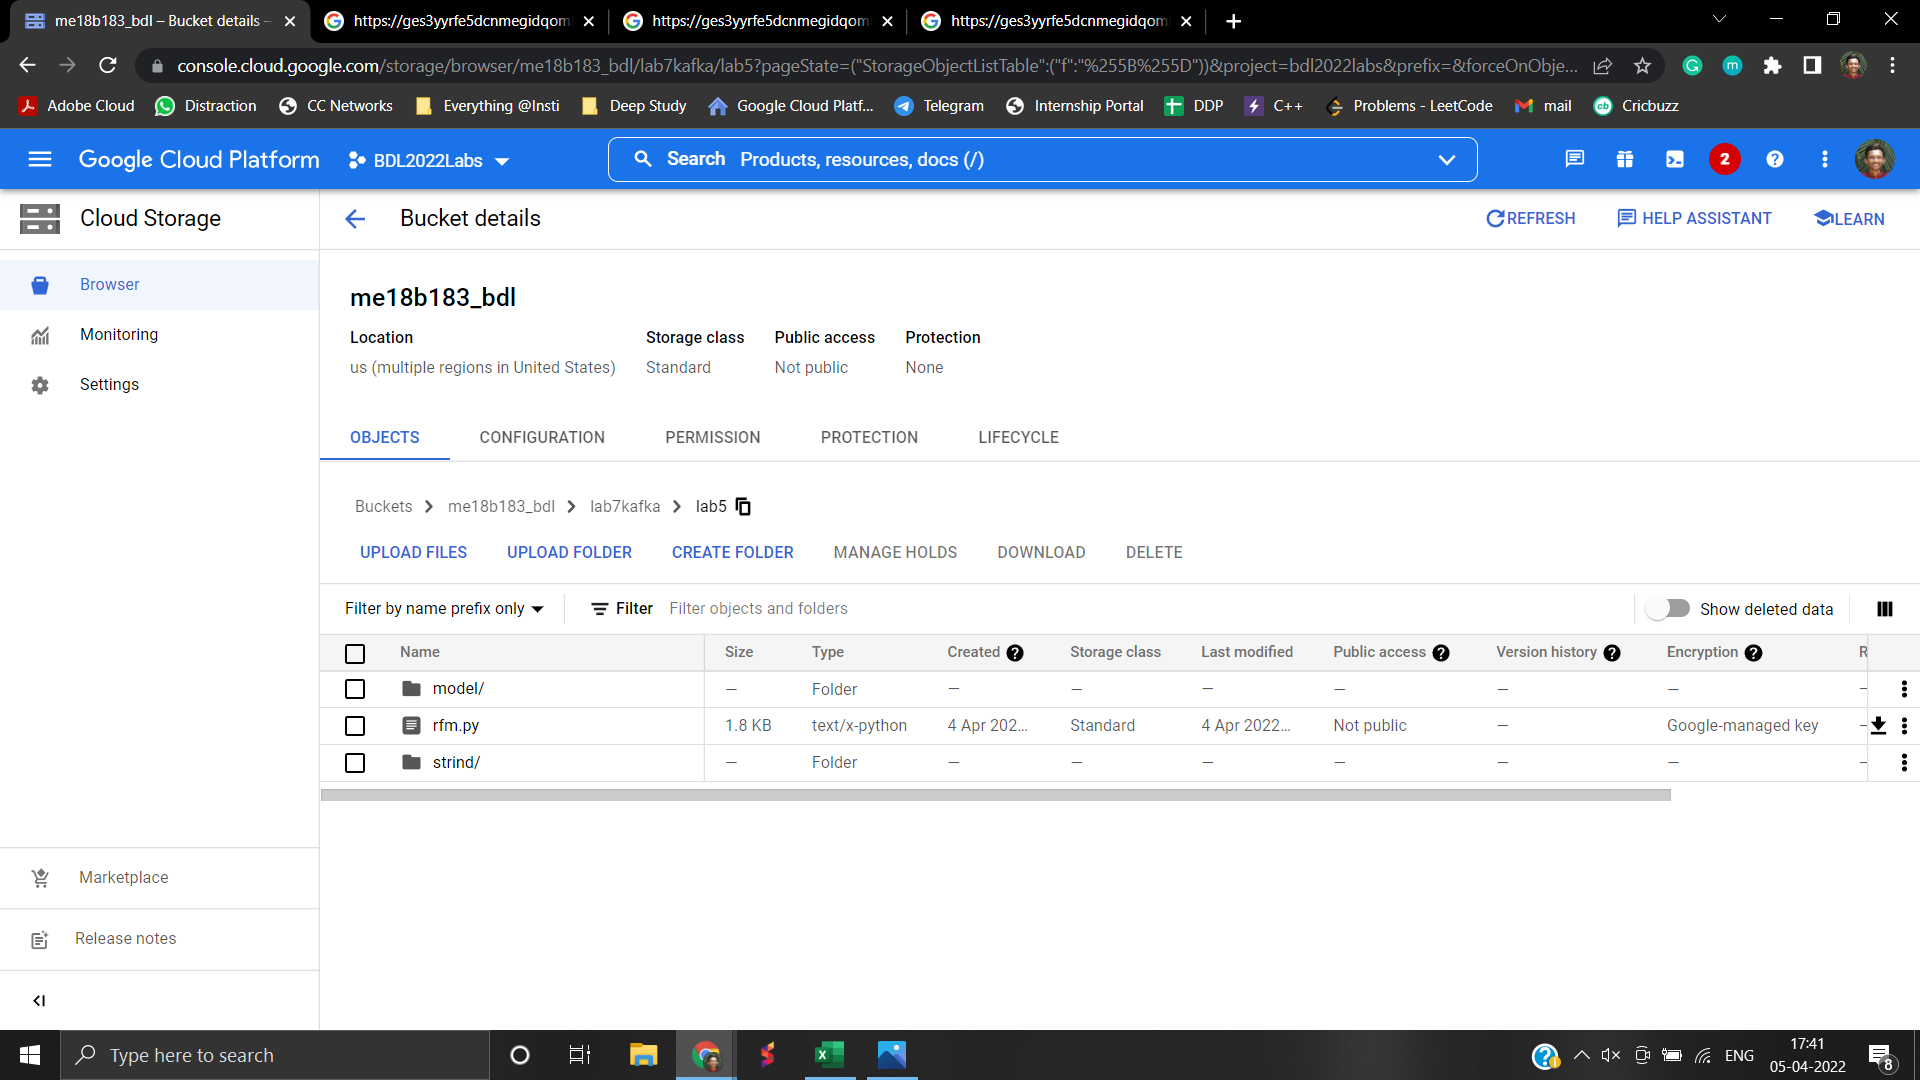 me18b183_bdl – Bucket details –
https://ges3yyrfe5dcnmegidqom
https://ges3yyrfe5dcnmegidqom
https://ges3yyrfe5dcnmegidqom
console.cloud.google.com/storage/browser/me18b183_bdl/lab7kafka/lab5?pageState=("StorageObjectListTable":("f":"%255B%255D"))&project=bdl2022labs&prefix=&forceOnObje...
Adobe Cloud Distraction CC Networks Everything @Insti Deep Study Google Cloud Platf... Telegram Internship Portal DDP C++ Problems - LeetCode mail Cricbuzz
Google Cloud Platform BDL2022Labs Search Products, resources, docs (/) 2
Cloud Storage
Browser
Monitoring
Settings
Marketplace
Release notes
Bucket details REFRESH HELP ASSISTANT LEARN
me18b183_bdl
Location Storage class Public access Protection
us (multiple regions in United States) Standard Not public None
OBJECTS CONFIGURATION PERMISSION PROTECTION LIFECYCLE
Buckets > me18b183_bdl > lab7kafka > lab5
UPLOAD FILES UPLOAD FOLDER CREATE FOLDER MANAGE HOLDS DOWNLOAD DELETE
Filter by name prefix only Filter Filter objects and folders Show deleted data
Name Size Type Created Storage class Last modified Public access Version history Encryption R
model/ — Folder — — — — — — —
rfm.py 1.8 KB text/x-python 4 Apr 202... Standard 4 Apr 2022... Not public — Google-managed key —
strind/ — Folder — — — — — — —
Type here to search
ENG
17:41
05-04-2022
8